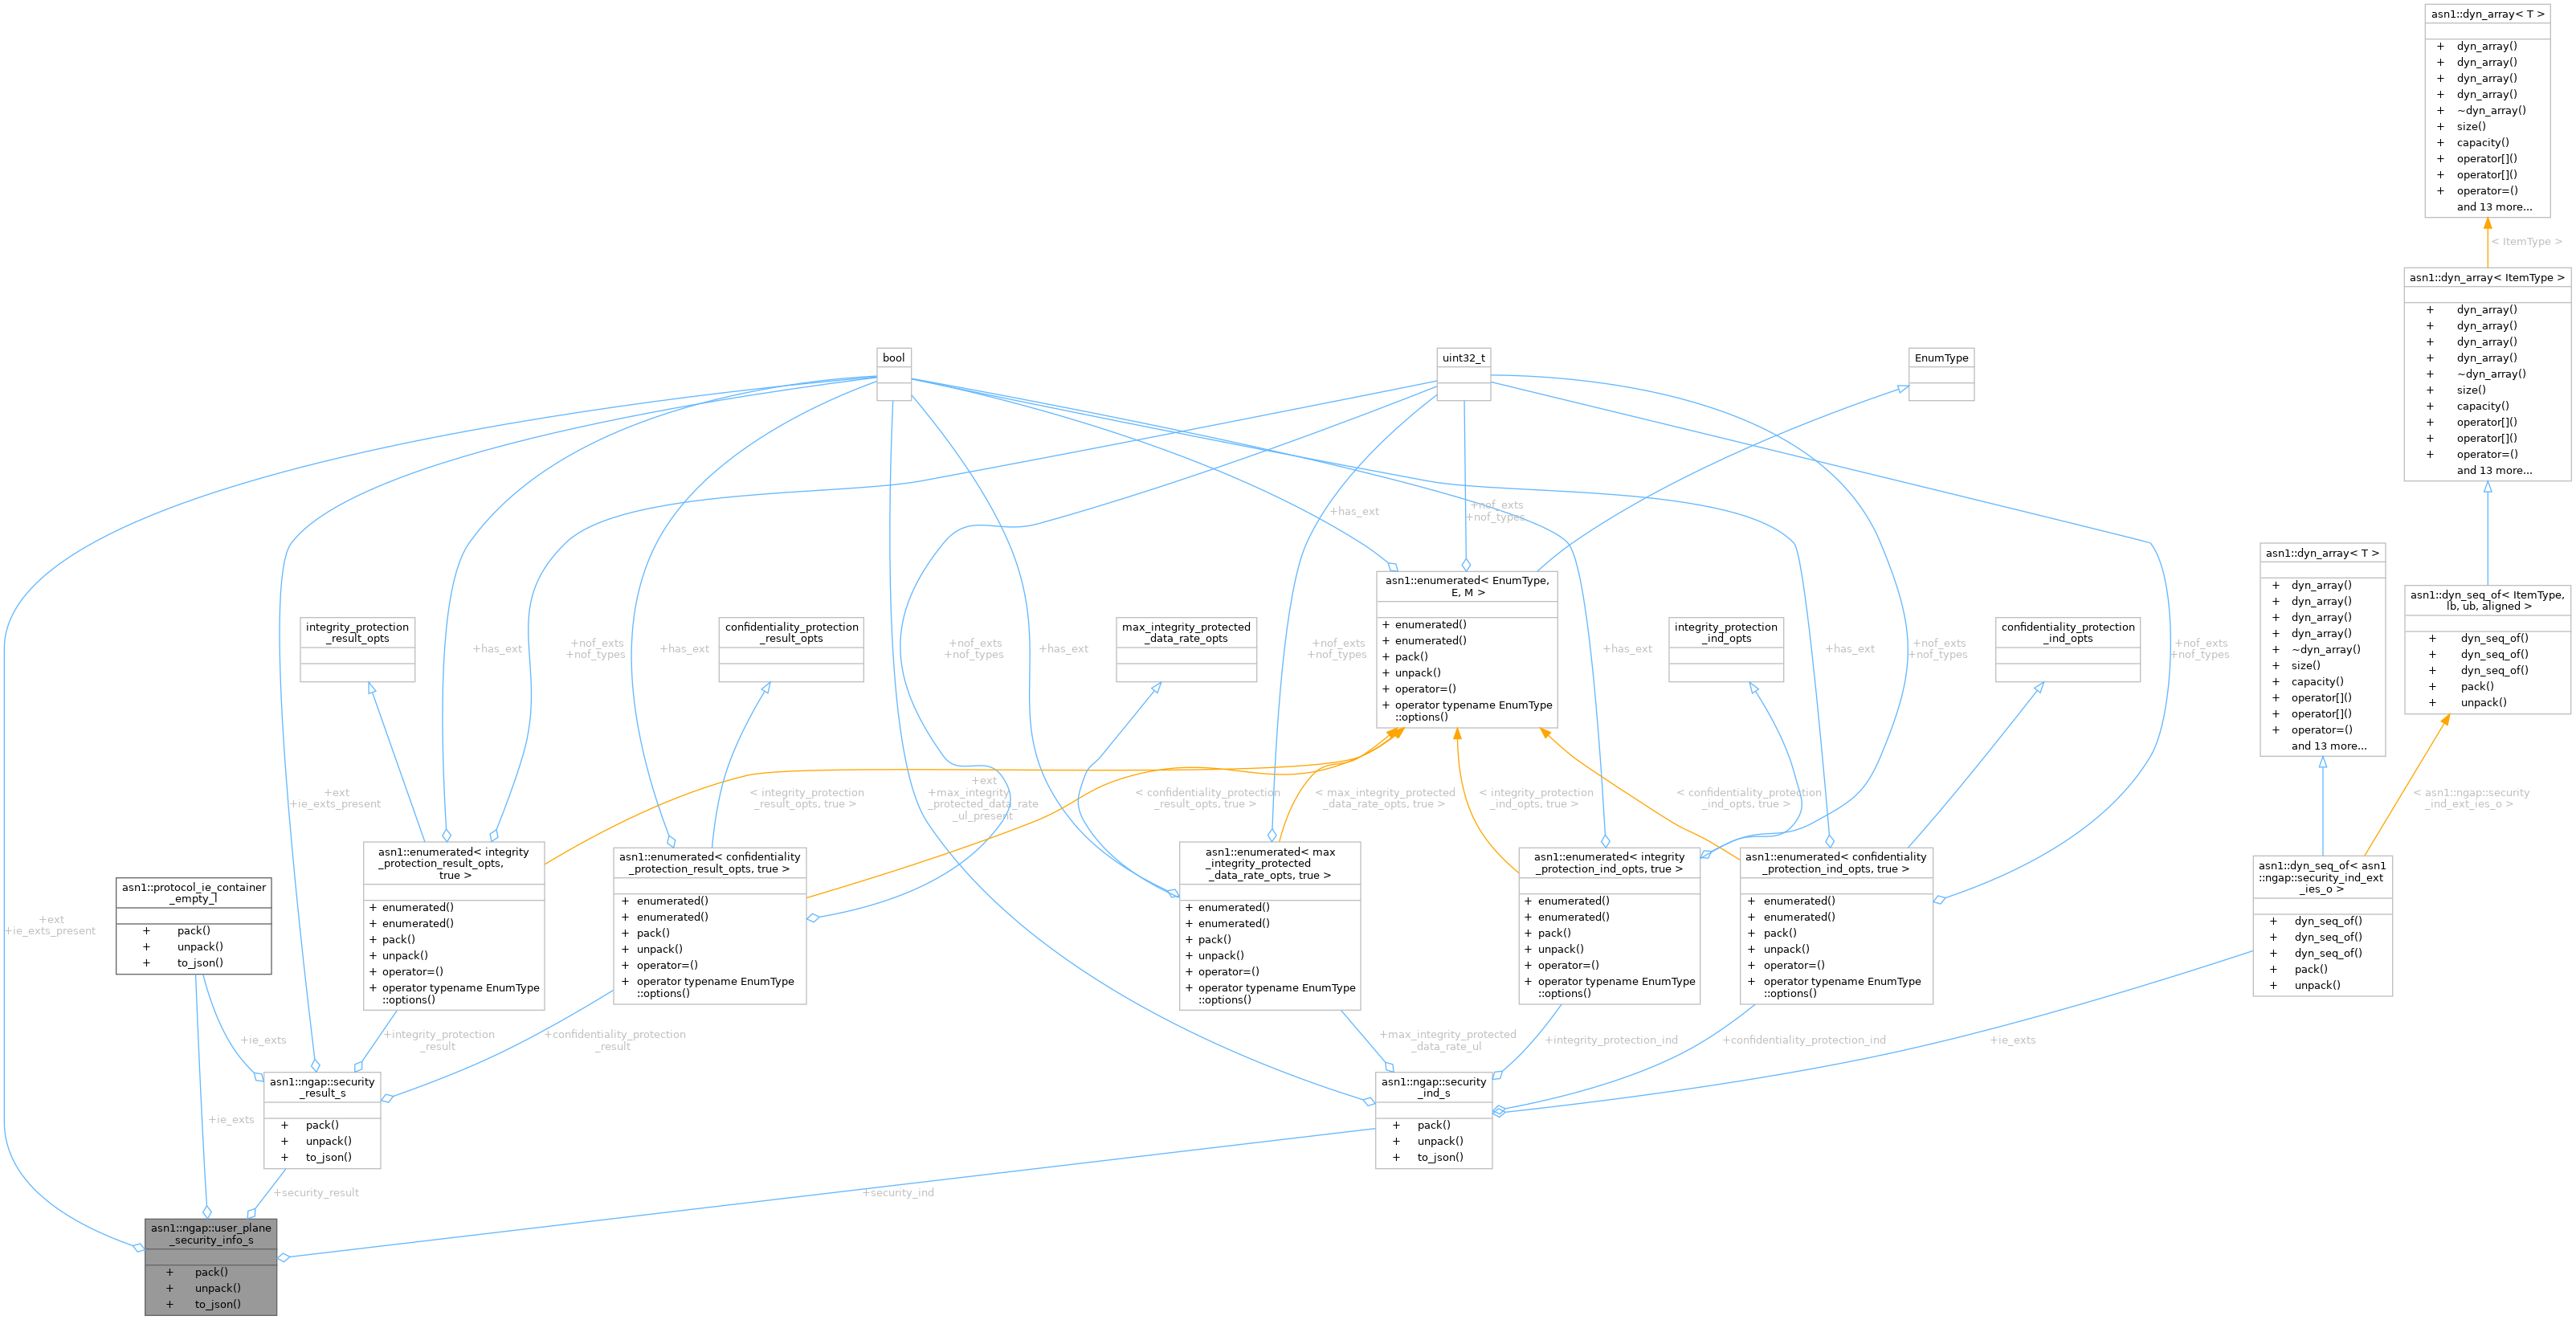 asn1::dyn_array< T >
+ dyn_array()
+ dyn_array()
+ dyn_array()
+ dyn_array()
+ ~dyn_array()
+ size()
+ capacity()
+ operator[]()
+ operator[]()
+ operator=()
and 13 more...
< ItemType >
asn1::dyn_array< ItemType >
+ dyn_array()
+ dyn_array()
+ dyn_array()
+ dyn_array()
+ ~dyn_array()
+ size()
+ capacity()
+ operator[]()
+ operator[]()
+ operator=()
and 13 more...
bool
uint32_t
EnumType
+has_ext
+nof_exts
+nof_types
asn1::dyn_array< T >
+ dyn_array()
+ dyn_array()
+ dyn_array()
+ dyn_array()
+ ~dyn_array()
+ size()
+ capacity()
+ operator[]()
+ operator[]()
+ operator=()
and 13 more...
asn1::dyn_seq_of< ItemType,
lb, ub, aligned >
+ dyn_seq_of()
+ dyn_seq_of()
+ dyn_seq_of()
+ pack()
+ unpack()
asn1::enumerated< EnumType,
E, M >
+ enumerated()
+ enumerated()
+ pack()
+ unpack()
+ operator=()
+ operator typename EnumType
::options()
integrity_protection
_result_opts
+has_ext
+nof_exts
+nof_types
+has_ext
confidentiality_protection
_result_opts
+nof_exts
+nof_types
+has_ext
max_integrity_protected
_data_rate_opts
+nof_exts
+nof_types
+has_ext
integrity_protection
_ind_opts
+has_ext
+nof_exts
+nof_types
confidentiality_protection
_ind_opts
+nof_exts
+nof_types
+ext
+ie_exts_present
< integrity_protection
_result_opts, true >
+ext
+max_integrity
_protected_data_rate
_ul_present
< confidentiality_protection
_result_opts, true >
< max_integrity_protected
_data_rate_opts, true >
< integrity_protection
_ind_opts, true >
< confidentiality_protection
_ind_opts, true >
< asn1::ngap::security
_ind_ext_ies_o >
+ext
+ie_exts_present
asn1::protocol_ie_container
_empty_l
+ pack()
+ unpack()
+ to_json()
asn1::enumerated< integrity
_protection_result_opts,
true >
+ enumerated()
+ enumerated()
+ pack()
+ unpack()
+ operator=()
+ operator typename EnumType
::options()
asn1::enumerated< confidentiality
_protection_result_opts, true >
+ enumerated()
+ enumerated()
+ pack()
+ unpack()
+ operator=()
+ operator typename EnumType
::options()
asn1::enumerated< max
_integrity_protected
_data_rate_opts, true >
+ enumerated()
+ enumerated()
+ pack()
+ unpack()
+ operator=()
+ operator typename EnumType
::options()
asn1::enumerated< integrity
_protection_ind_opts, true >
+ enumerated()
+ enumerated()
+ pack()
+ unpack()
+ operator=()
+ operator typename EnumType
::options()
asn1::enumerated< confidentiality
_protection_ind_opts, true >
+ enumerated()
+ enumerated()
+ pack()
+ unpack()
+ operator=()
+ operator typename EnumType
::options()
asn1::dyn_seq_of< asn1
::ngap::security_ind_ext
_ies_o >
+ dyn_seq_of()
+ dyn_seq_of()
+ dyn_seq_of()
+ pack()
+ unpack()
+ie_exts
+integrity_protection
_result
+confidentiality_protection
_result
+max_integrity_protected
_data_rate_ul
+integrity_protection_ind
+confidentiality_protection_ind
+ie_exts
+ie_exts
asn1::ngap::security
_result_s
+ pack()
+ unpack()
+ to_json()
asn1::ngap::security
_ind_s
+ pack()
+ unpack()
+ to_json()
+security_result
+security_ind
asn1::ngap::user_plane
_security_info_s
+ pack()
+ unpack()
+ to_json()